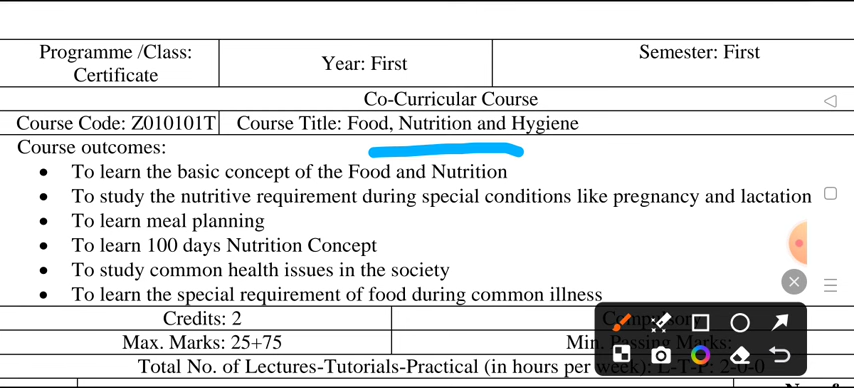 Programme /Class: Certificate
Year: First
Semester: First
Co-Curricular Course
Course Code: Z010101T
Course Title: Food, Nutrition and Hygiene
Course outcomes:
• To learn the basic concept of the Food and Nutrition
• To study the nutritive requirement during special conditions like pregnancy and lactation
• To learn meal planning
• To learn 100 days Nutrition Concept
• To study common health issues in the society
• To learn the special requirement of food during common illness
Credits: 2
Compulsory
Max. Marks: 25+75
Min. Passing Marks:
Total No. of Lectures-Tutorials-Practical (in hours per week): L-T-P: 2-0-0